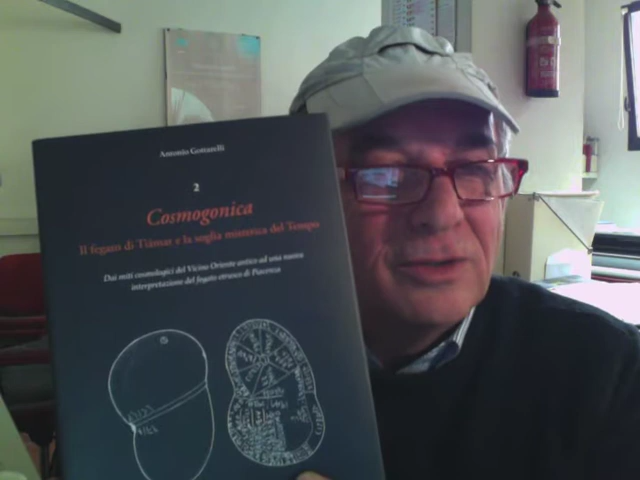 Antonio Gottarelli
2
Cosmogonica
Il fegato di Tiāmat e la soglia misterica del Tempo
Dai miti cosmologici del Vicino Oriente antico ad una nuova
interpretazione del fegato etrusco di Piacenza